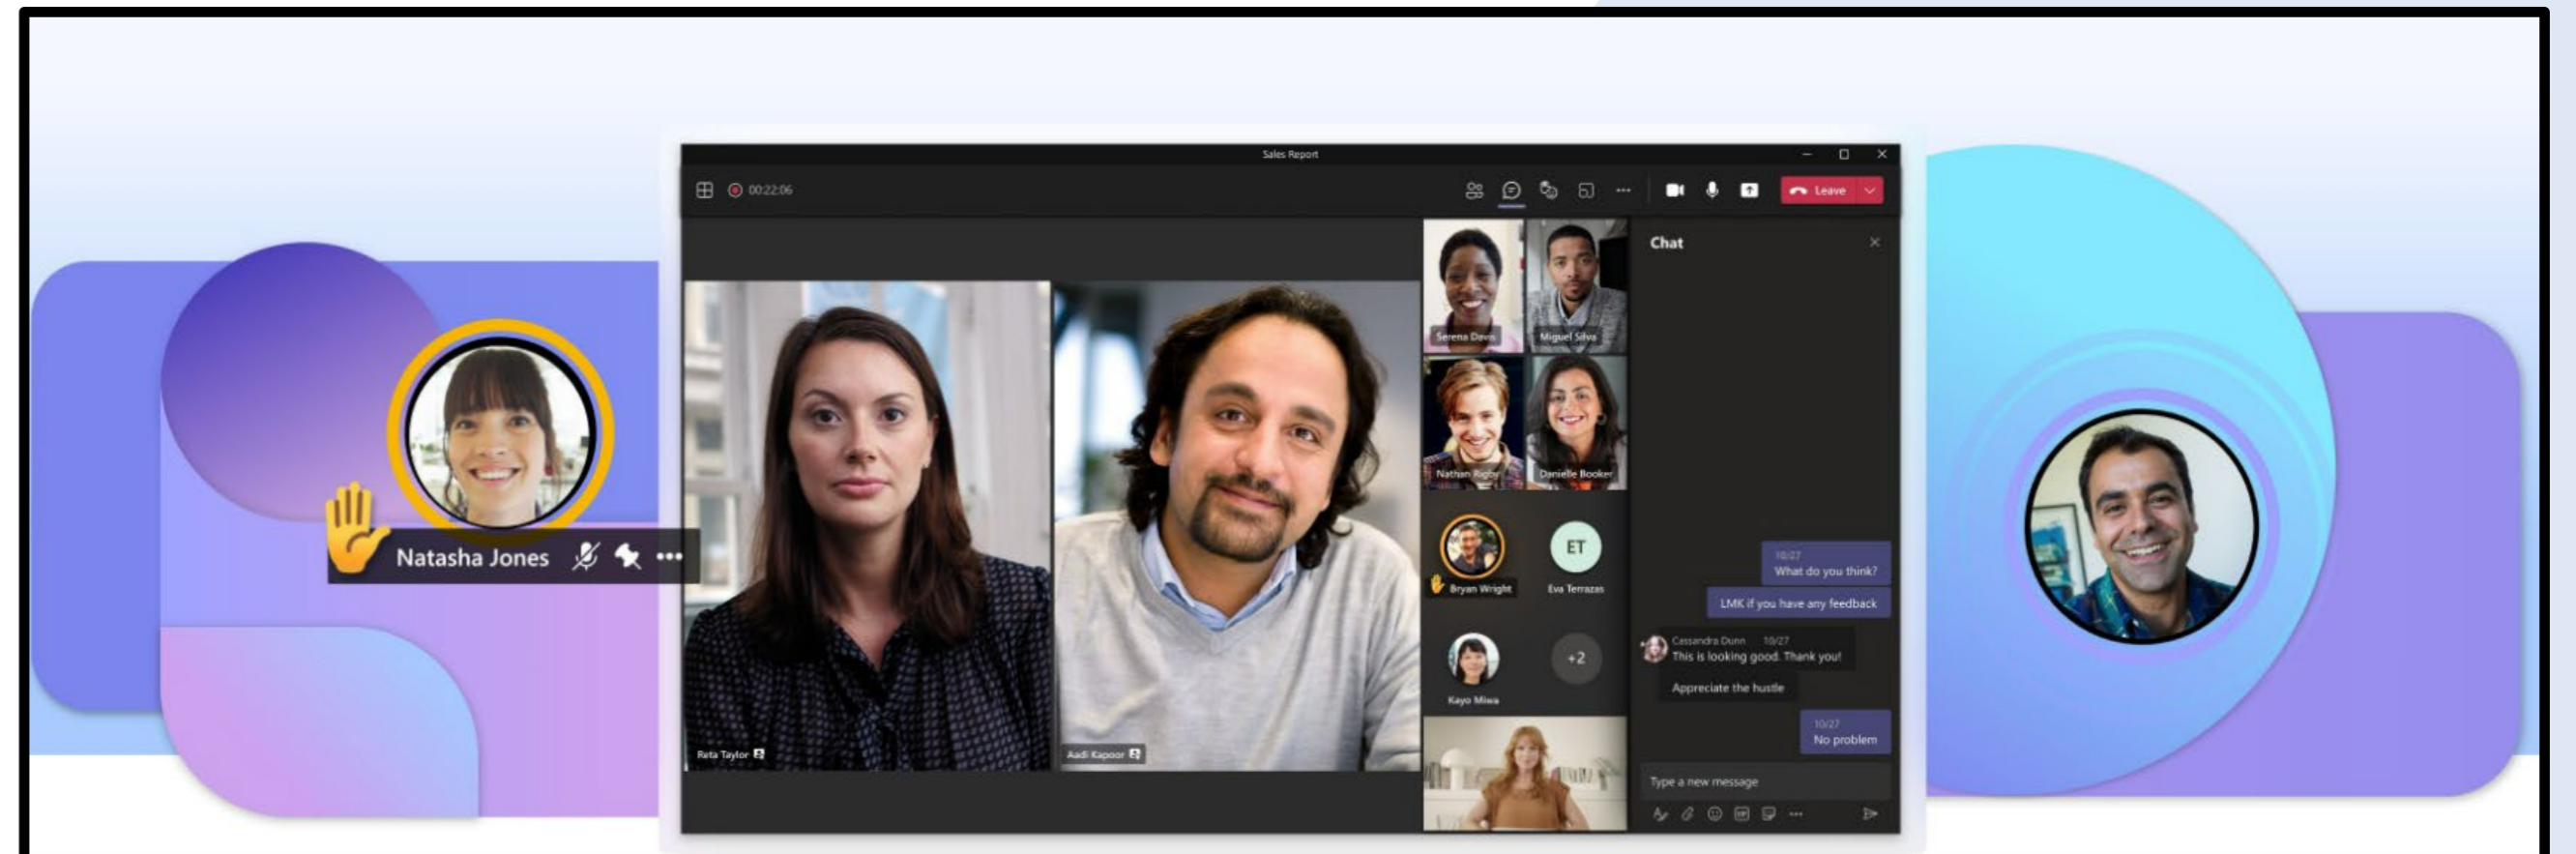 Sales Report
00:22:06
Leave
Chat
Serena Davis
Miguel Silva
Nathan Rigby
Danielle Booker
Natasha Jones
ET
Bryan Wright
Eva Terrazas
+2
Kayo Miwa
Reta Taylor
Aadi Kapoor
10/27
What do you think?
LMK if you have any feedback
Cassandra Dunn 10/27
This is looking good. Thank you!
Appreciate the hustle
10/27
No problem
Type a new message
GIF